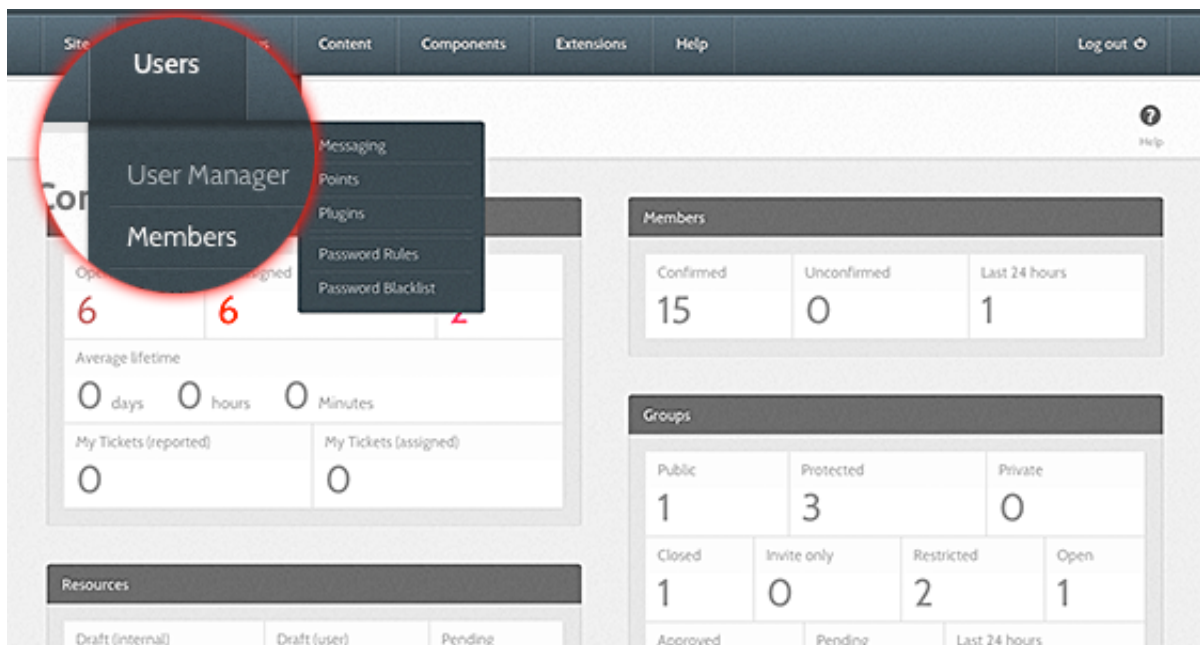 Site
Users
Content
Components
Extensions
Help
Log out
Help
User Manager
Members
Messaging
Points
Plugins
Password Rules
Password Blacklist
6
6
2
Average lifetime
0 days 0 hours 0 Minutes
My Tickets (reported) My Tickets (assigned)
0 0
Resources
Draft (internal) Draft (user) Pending
Members
Confirmed Unconfirmed Last 24 hours
15 0 1
Groups
Public Protected Private
1 3 0
Closed Invite only Restricted Open
1 0 2 1
Approved Pending Last 24 hours